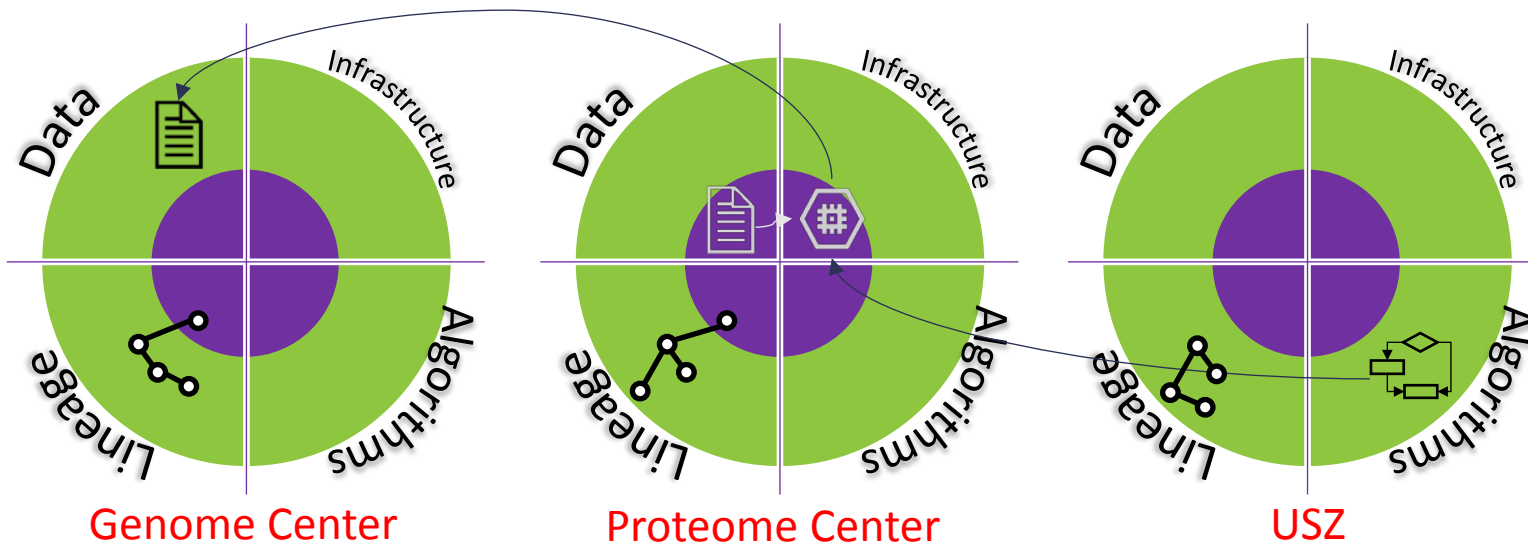 Data
Infrastructure
Lineage
Algorithms
Genome Center
Data
Infrastructure
Lineage
Algorithms
Proteome Center
Data
Infrastructure
Lineage
Algorithms
USZ